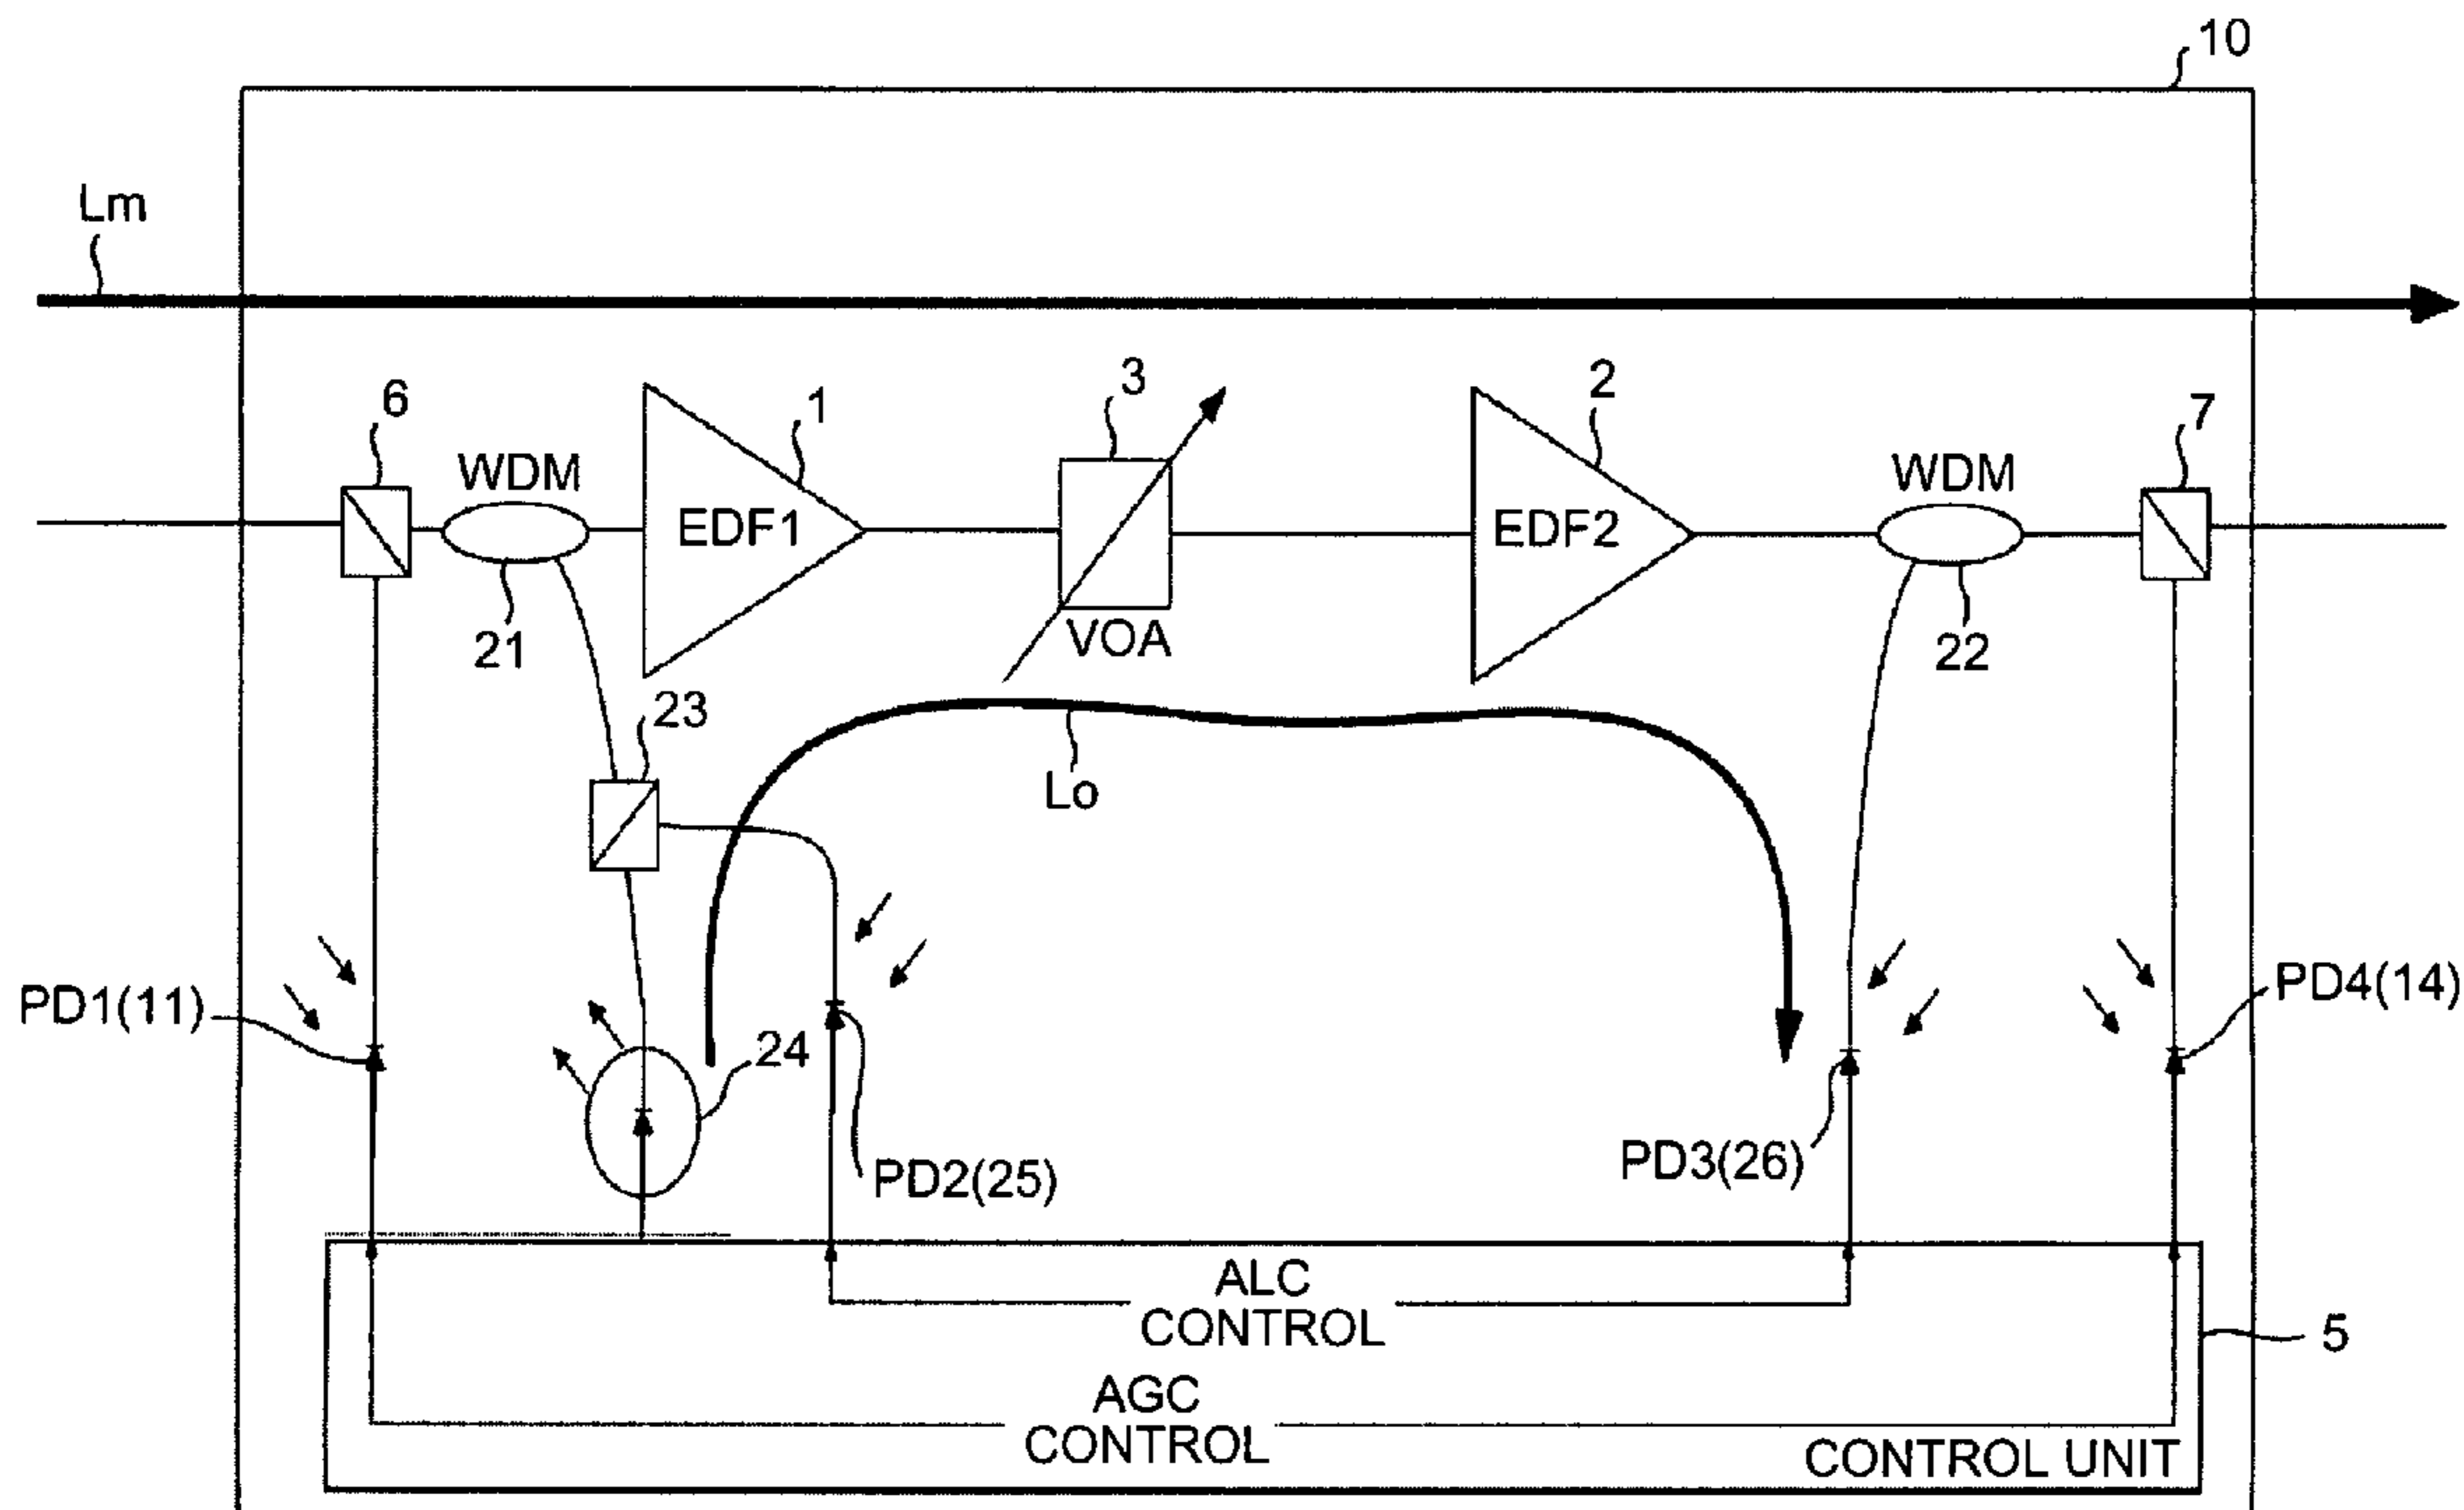 10
Lm
6
WDM
1
3
2
WDM
7
EDF1
EDF2
VOA
21
22
23
Lo
PD1(11)
24
PD4(14)
PD2(25)
PD3(26)
ALC
CONTROL
5
AGC
CONTROL
CONTROL UNIT